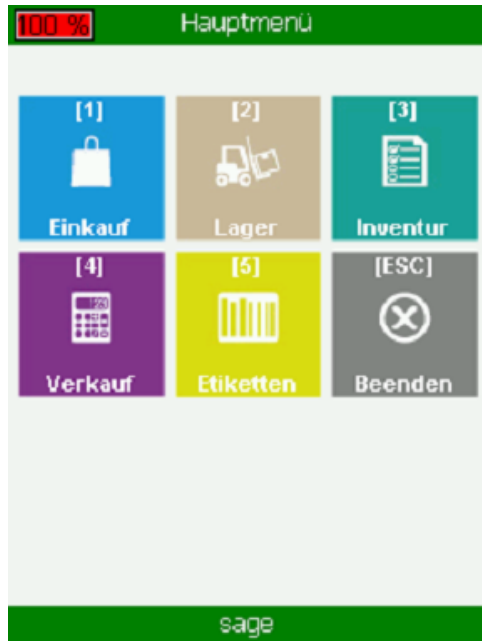 100 % Hauptmenü
[1] [2] [3]
Einkauf Lager Inventur
[4] [5] [ESC]
Verkauf Etiketten Beenden
sage